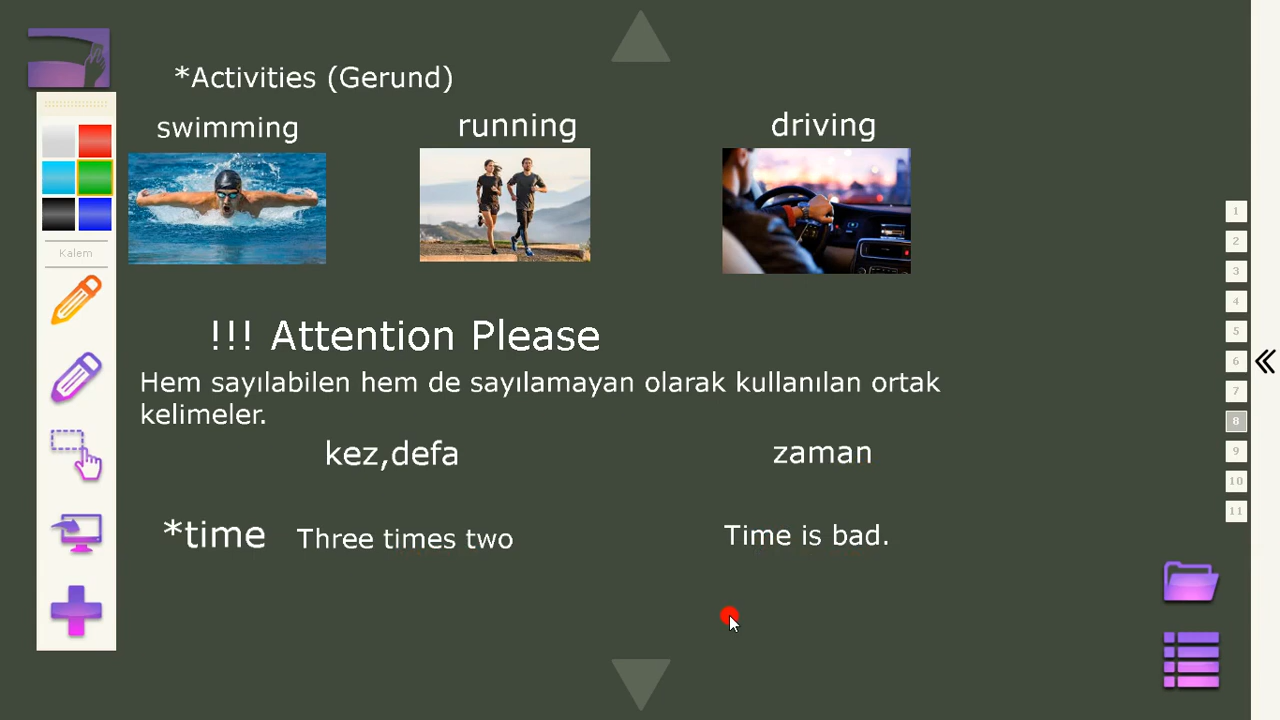 *Activities (Gerund)
swimming
running
driving
Kalem
!!! Attention Please
Hem sayılabilen hem de sayılamayan olarak kullanılan ortak
kelimeler.
kez,defa
zaman
*time
Three times two
Time is bad.
1
2
3
4
5
6
7
8
9
10
11